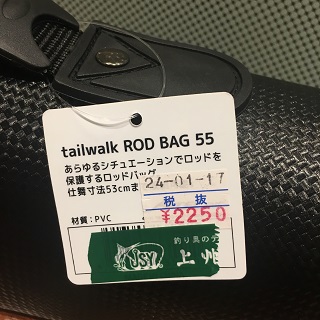 tailwalk ROD BAG 55
あらゆるシチュエーションでロッドを
保護するロッドバッグ
仕舞寸法53cmま
24-01-17
税抜
¥2250
材質：PVC
釣り具の
JSY
上州